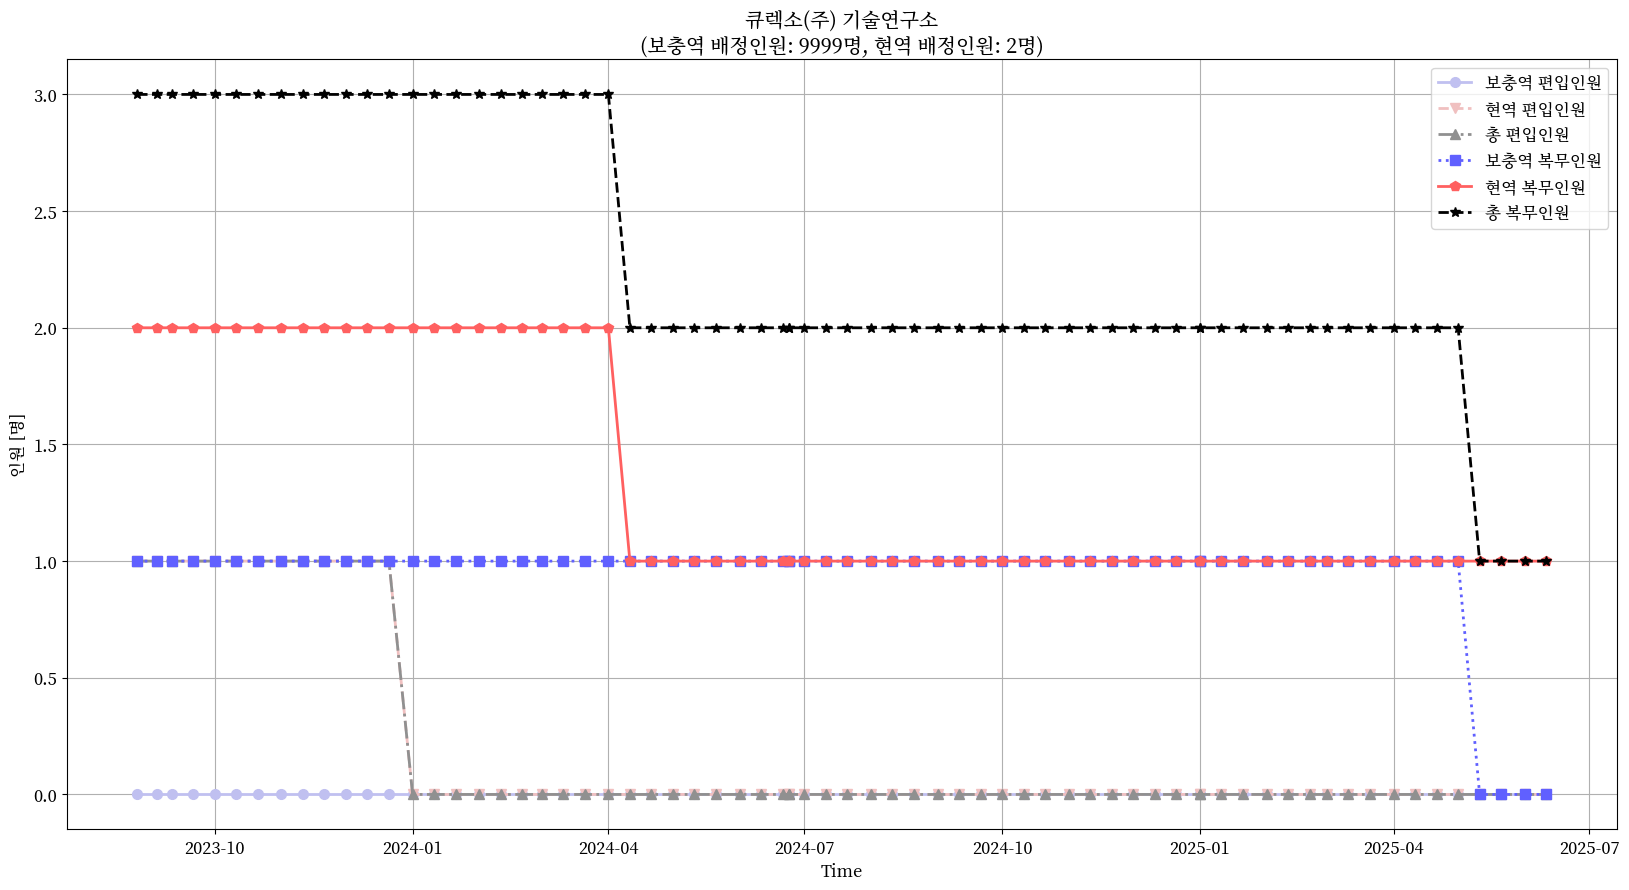 큐렉소(주) 기술연구소
(보충역 배정인원: 9999명, 현역 배정인원: 2명)
보충역 편입인원
현역 편입인원
총 편입인원
보충역 복무인원
현역 복무인원
총 복무인원
인원 [명]
3.0
2.5
2.0
1.5
1.0
0.5
0.0
2023-10
2024-01
2024-04
2024-07
2024-10
2025-01
2025-04
2025-07
Time